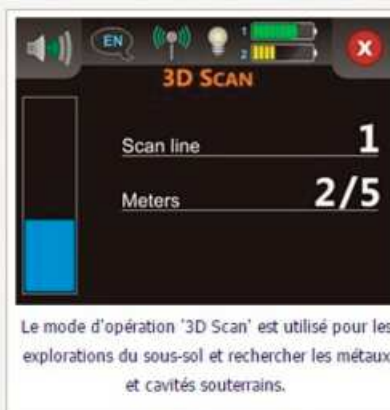 EN
1
2
X
3D SCAN
Scan line 1
Meters 2/5
Le mode d'opération '3D Scan' est utilisé pour les
explorations du sous-sol et rechercher les métaux
et cavités souterrains.